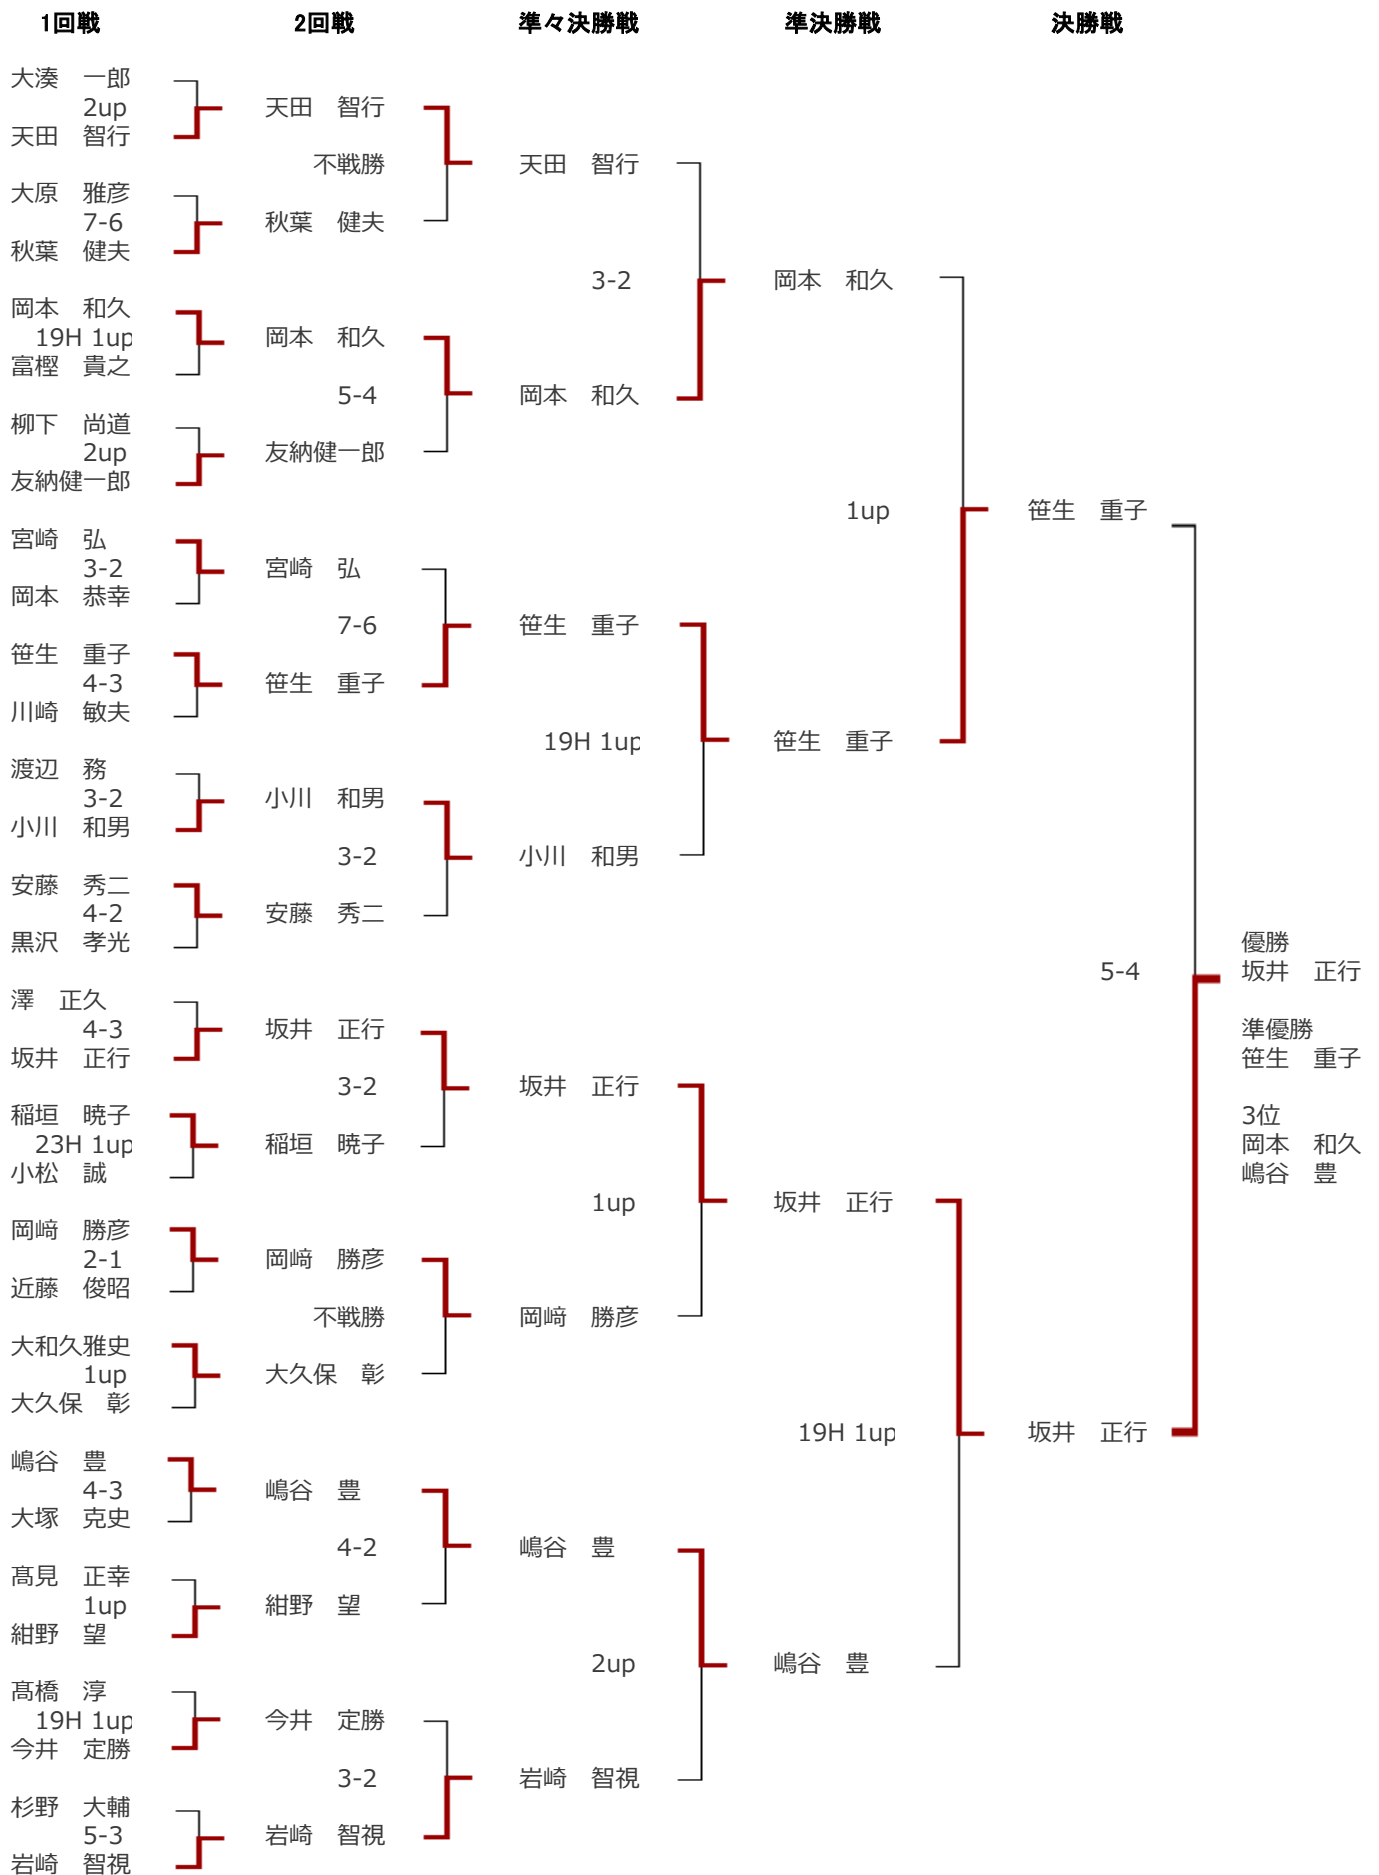 1回戦
2回戦
準々決勝戦
準決勝戦
決勝戦
大湊　一郎
2up
天田　智行
大原　雅彦
7-6
秋葉　健夫
岡本　和久
19H 1up
富樫　貴之
柳下　尚道
2up
友納健一郎
宮崎　弘
3-2
岡本　恭幸
笹生　重子
4-3
川崎　敏夫
渡辺　務
3-2
小川　和男
安藤　秀二
4-2
黒沢　孝光
澤　正久
4-3
坂井　正行
稲垣　暁子
23H 1up
小松　誠
岡﨑　勝彦
2-1
近藤　俊昭
大和久雅史
1up
大久保　彰
嶋谷　豊
4-3
大塚　克史
髙見　正幸
1up
紺野　望
髙橋　淳
19H 1up
今井　定勝
杉野　大輔
5-3
岩崎　智視
天田　智行
不戦勝
秋葉　健夫
岡本　和久
5-4
友納健一郎
宮崎　弘
7-6
笹生　重子
小川　和男
3-2
安藤　秀二
坂井　正行
3-2
稲垣　暁子
岡﨑　勝彦
不戦勝
大久保　彰
嶋谷　豊
4-2
紺野　望
今井　定勝
3-2
岩崎　智視
天田　智行
3-2
岡本　和久
笹生　重子
19H 1up
小川　和男
坂井　正行
1up
岡﨑　勝彦
嶋谷　豊
2up
岩崎　智視
岡本　和久
1up
笹生　重子
坂井　正行
19H 1up
嶋谷　豊
笹生　重子
5-4
坂井　正行
優勝
坂井　正行
準優勝
笹生　重子
3位
岡本　和久
嶋谷　豊